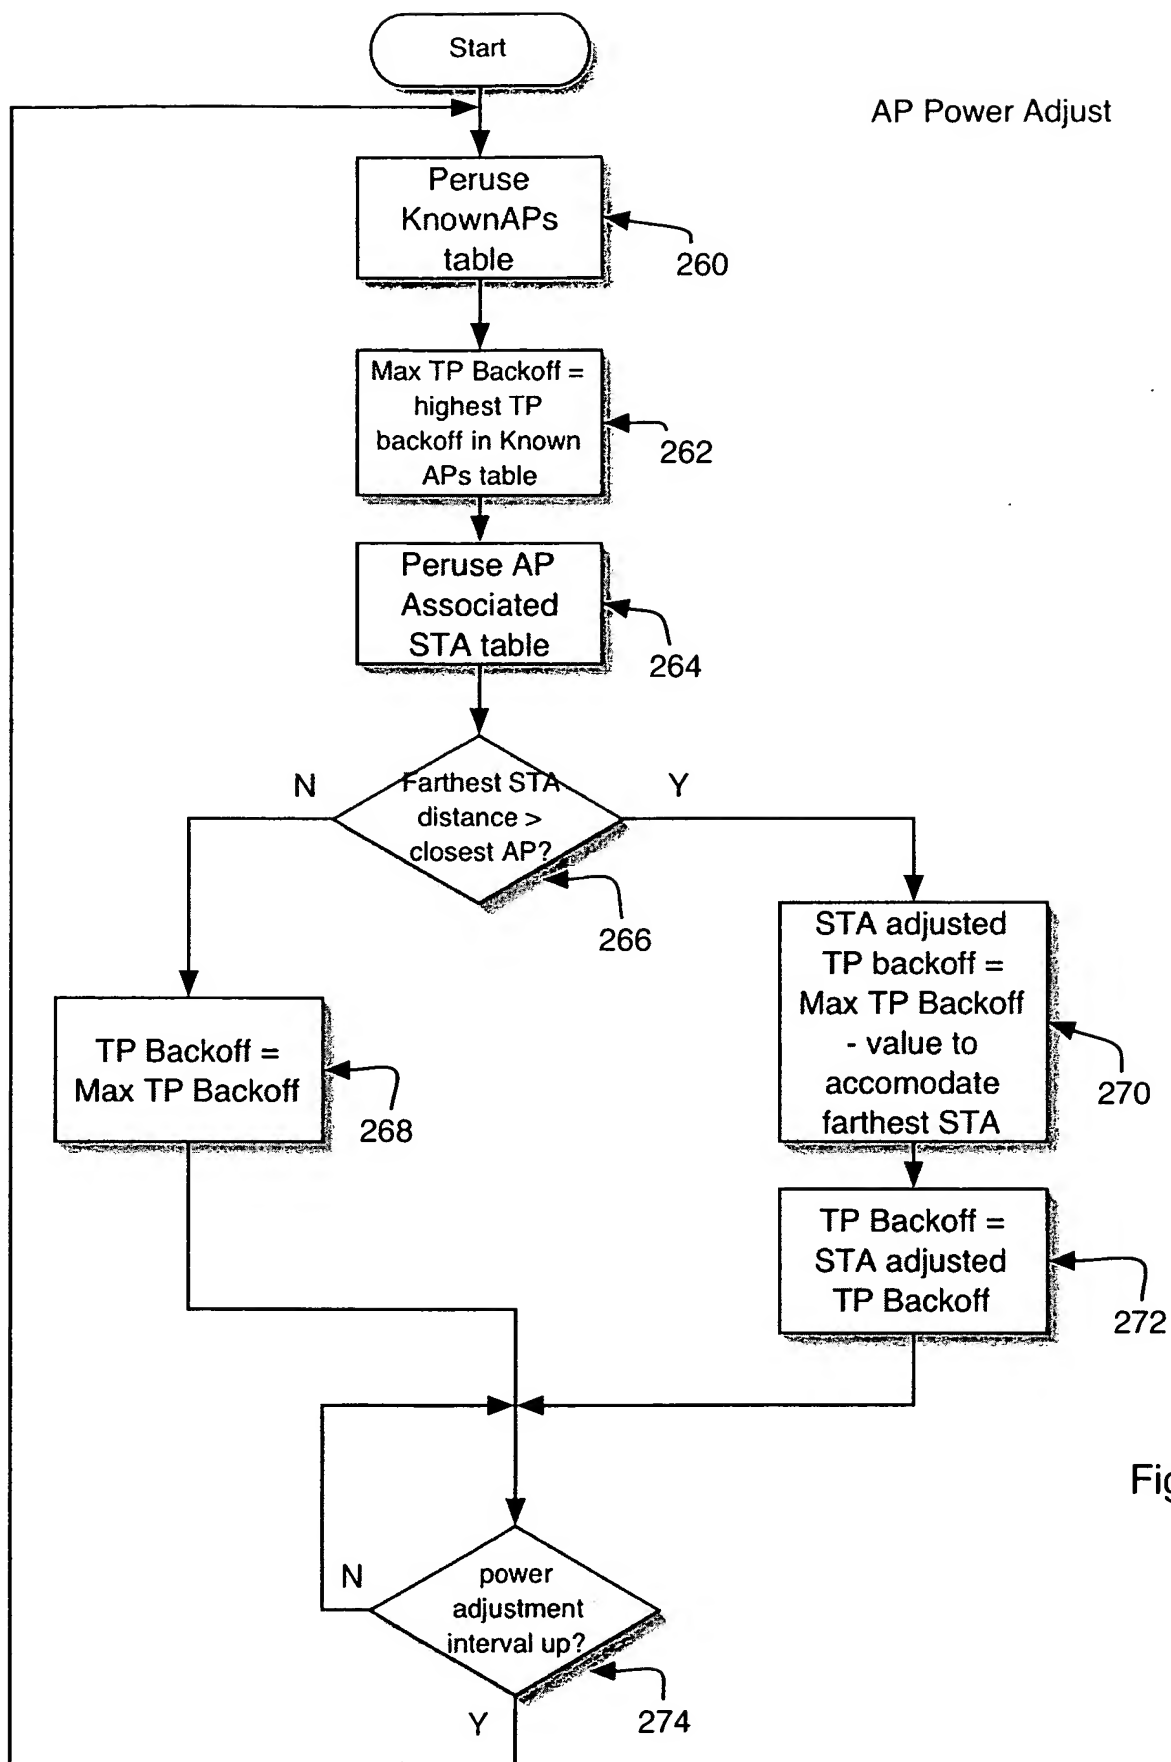 Start
AP Power Adjust
Peruse
KnownAPs
table
260
Max TP Backoff =
highest TP
backoff in Known
APs table
262
Peruse AP
Associated
STA table
264
N
Farthest STA
distance >
closest AP?
Y
266
STA adjusted
TP backoff =
Max TP Backoff
- value to
accomodate
farthest STA
270
TP Backoff =
Max TP Backoff
268
TP Backoff =
STA adjusted
TP Backoff
272
Fig
N
power
adjustment
interval up?
274
Y